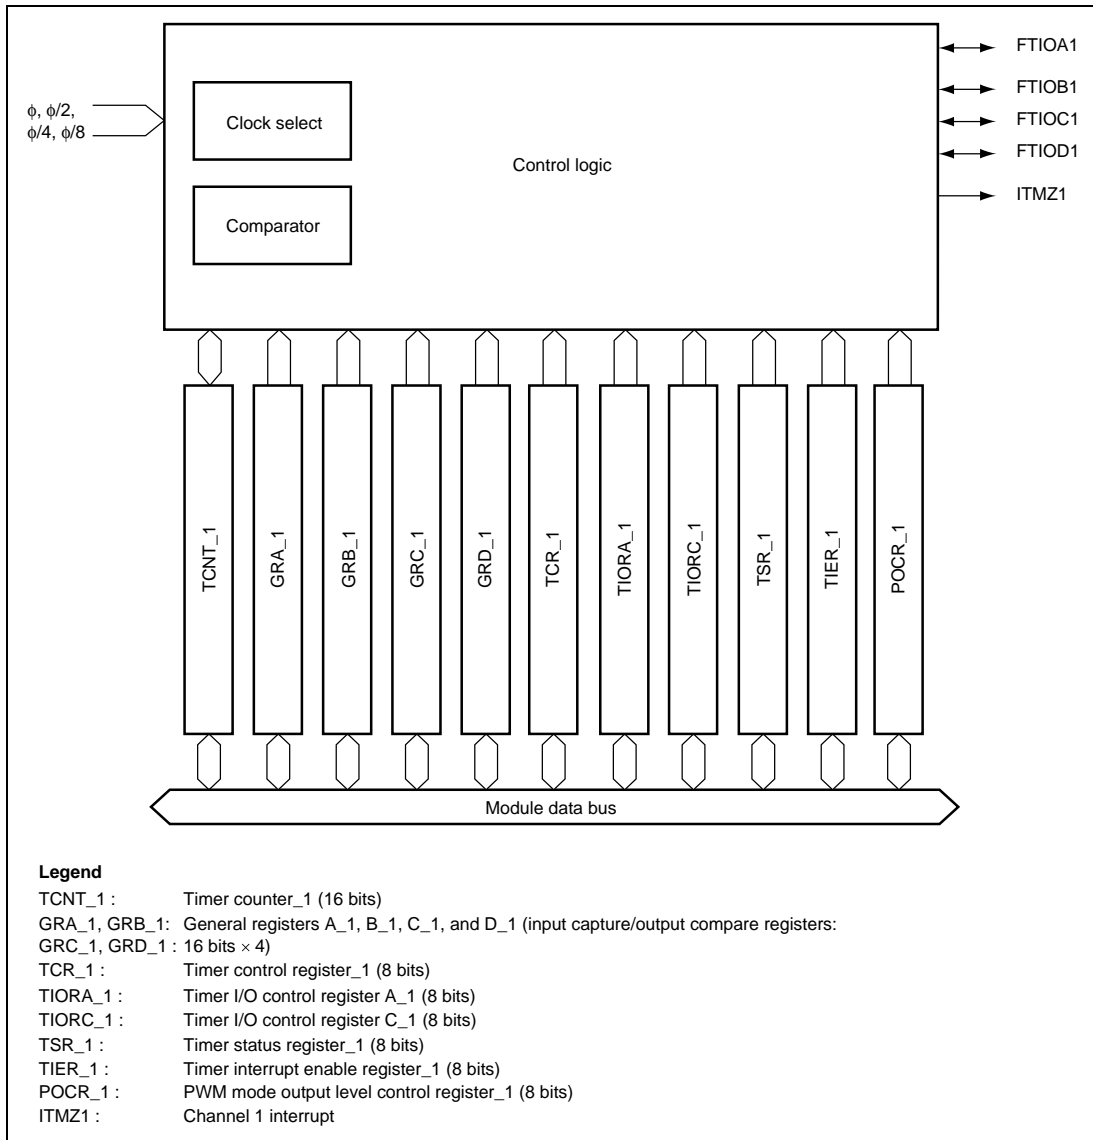 FTIOA1
FTIOB1
ϕ, ϕ/2,
ϕ/4, ϕ/8
Clock select
FTIOC1
FTIOD1
Control logic
ITMZ1
Comparator
TCNT_1
GRA_1
GRB_1
GRC_1
GRD_1
TCR_1
TIORA_1
TIORC_1
TSR_1
TIER_1
POCR_1
Module data bus
Legend
TCNT_1 : Timer counter_1 (16 bits)
GRA_1, GRB_1: General registers A_1, B_1, C_1, and D_1 (input capture/output compare registers:
GRC_1, GRD_1 : 16 bits × 4)
TCR_1 : Timer control register_1 (8 bits)
TIORA_1 : Timer I/O control register A_1 (8 bits)
TIORC_1 : Timer I/O control register C_1 (8 bits)
TSR_1 : Timer status register_1 (8 bits)
TIER_1 : Timer interrupt enable register_1 (8 bits)
POCR_1 : PWM mode output level control register_1 (8 bits)
ITMZ1 : Channel 1 interrupt